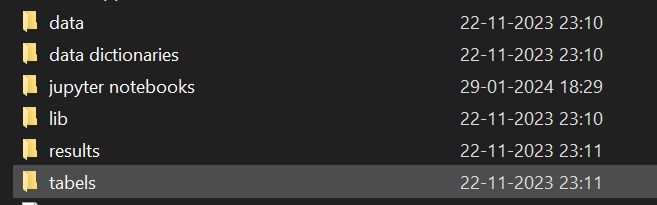 data 22-11-2023 23:10
data dictionaries 22-11-2023 23:10
jupyter notebooks 29-01-2024 18:29
lib 22-11-2023 23:10
results 22-11-2023 23:11
tabels 22-11-2023 23:11